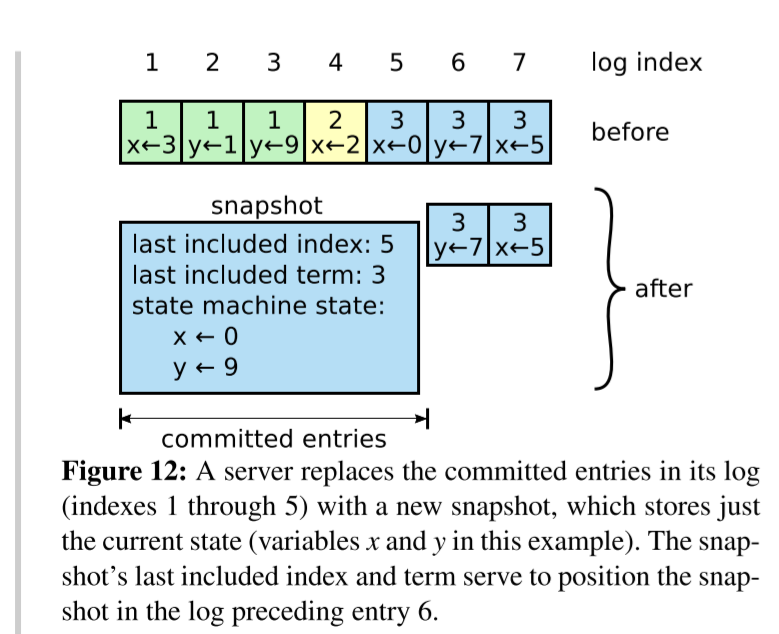 1 2 3 4 5 6 7 log index
1 1 1 2 3 3 3
x←3 y←1 y←9 x←2 x←0 y←7 x←5
before
snapshot
3 3
y←7 x←5
last included index: 5
last included term: 3
state machine state:
x ← 0
y ← 9
after
committed entries
Figure 12: A server replaces the committed entries in its log
(indexes 1 through 5) with a new snapshot, which stores just
the current state (variables x and y in this example). The snap-
shot's last included index and term serve to position the snap-
shot in the log preceding entry 6.